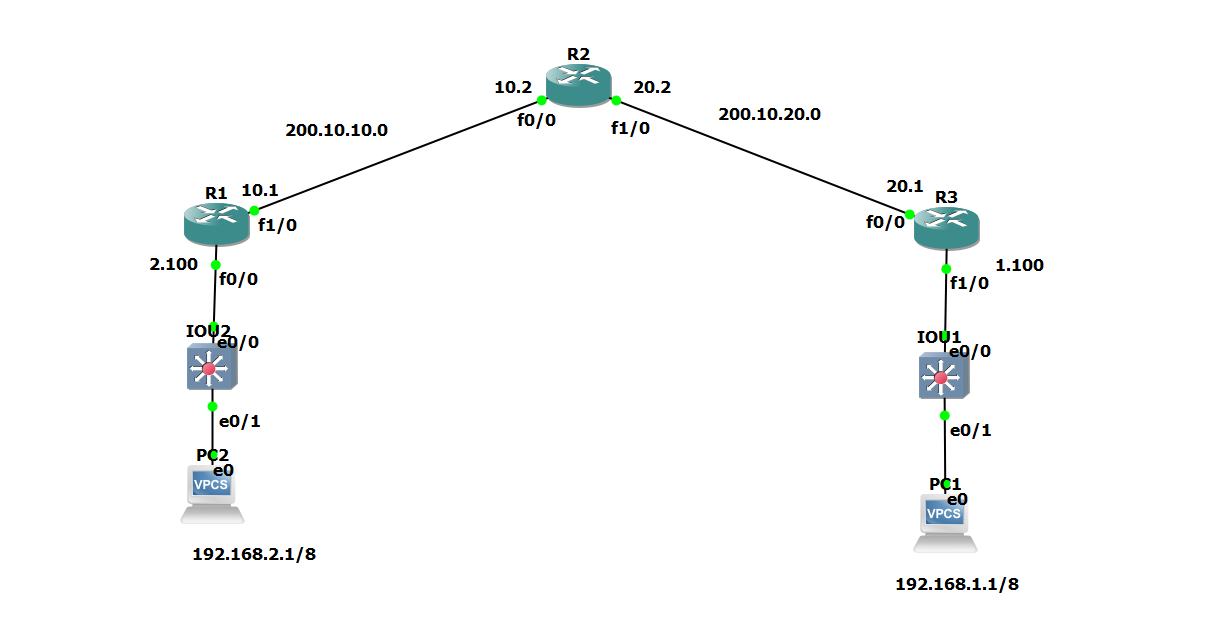 R2
10.2
20.2
f0/0
f1/0
200.10.10.0
200.10.20.0
R1
10.1
f1/0
20.1
R3
f0/0
2.100
f0/0
1.100
f1/0
IOU2
e0/0
IOU1
e0/0
e0/1
e0/1
PC2
e0
VPCS
PC1
e0
VPCS
192.168.2.1/8
192.168.1.1/8